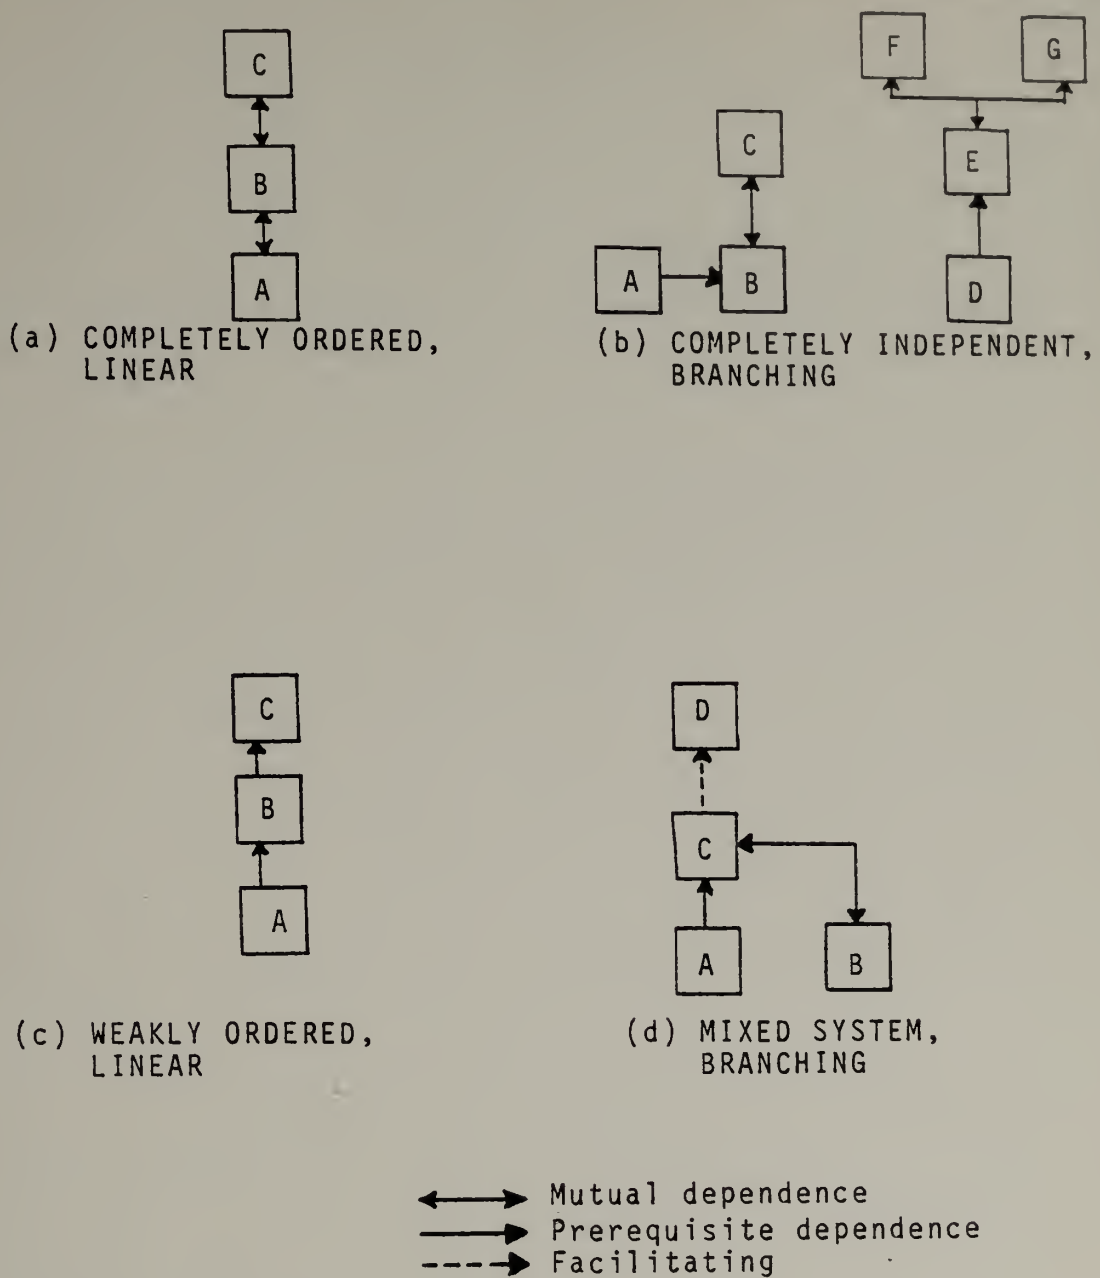 C
B
A
(a) COMPLETELY ORDERED,
LINEAR
F
G
C
E
A
B
D
(b) COMPLETELY INDEPENDENT,
BRANCHING
C
B
A
(c) WEAKLY ORDERED,
LINEAR
D
C
A
B
(d) MIXED SYSTEM,
BRANCHING
Mutual dependence
Prerequisite dependence
Facilitating